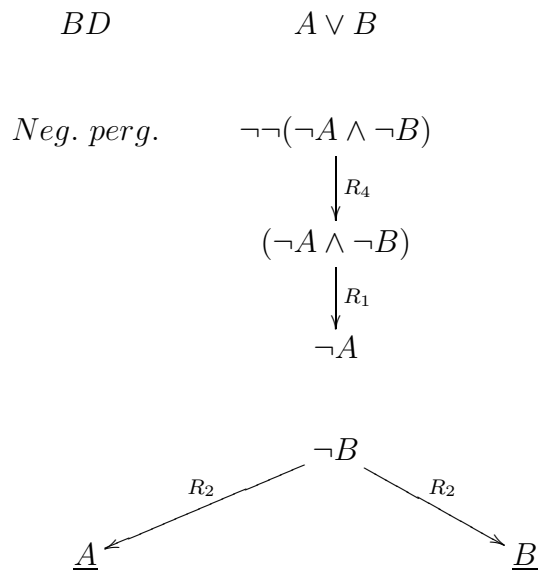 BD A ∨ B
Neg. perg. ¬¬(¬A ∧ ¬B)
R₄
(¬A ∧ ¬B)
R₁
¬A
¬B
R₂ R₂
A B